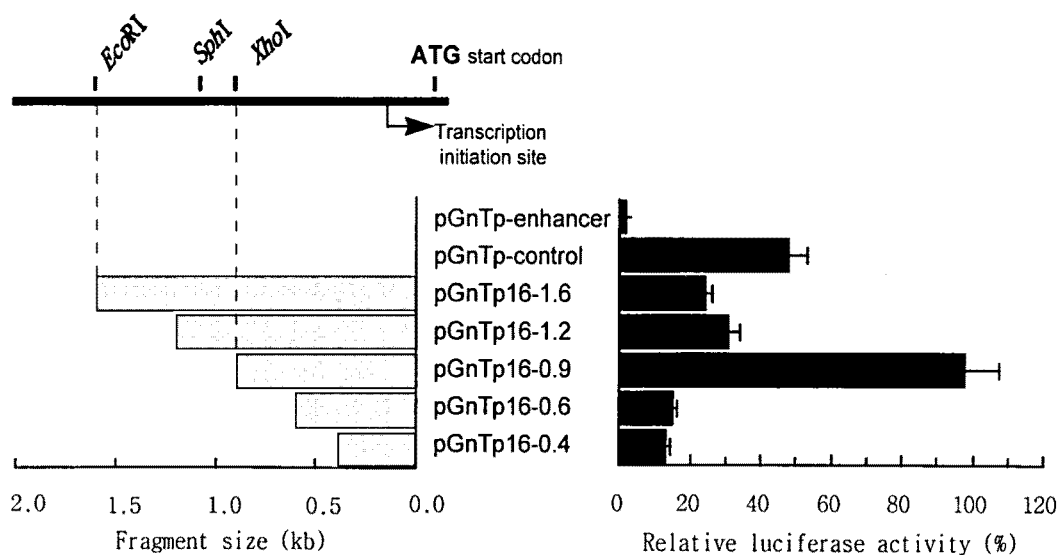 EcoRI
SphI
XhoI
ATG start codon
Transcription
initiation site
pGnTp-enhancer
pGnTp-control
pGnTp16-1.6
pGnTp16-1.2
pGnTp16-0.9
pGnTp16-0.6
pGnTp16-0.4
2.0 1.5 1.0 0.5 0.0
0 20 40 60 80 100 120
Fragment size (kb)
Relative luciferase activity (%)